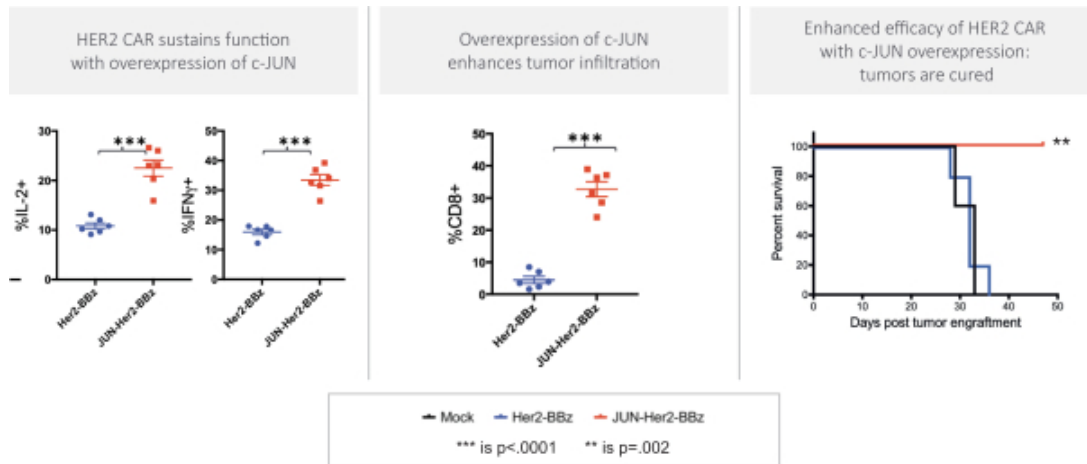 HER2 CAR sustains function
with overexpression of c-JUN
Overexpression of c-JUN
enhances tumor infiltration
Enhanced efficacy of HER2 CAR
with c-JUN overexpression:
tumors are cured
%IL-2+
30
20
10
0
***
Her2-BBz
JUN-Her2-BBz
%IFNγ+
50
40
30
20
10
0
***
Her2-BBz
JUN-Her2-BBz
%CD8+
50
40
30
20
10
0
***
Her2-BBz
JUN-Her2-BBz
Percent survival
100
80
60
40
20
0
**
0 10 20 30 40 50
Days post tumor engraftment
Mock Her2-BBz JUN-Her2-BBz
*** is p<.0001 ** is p=.002